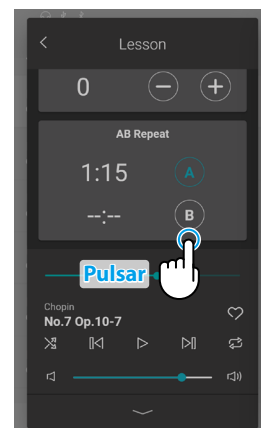 Lesson
0
AB Repeat
1:15
A
--:--
B
Pulsar
Chopin
No.7 Op.10-7